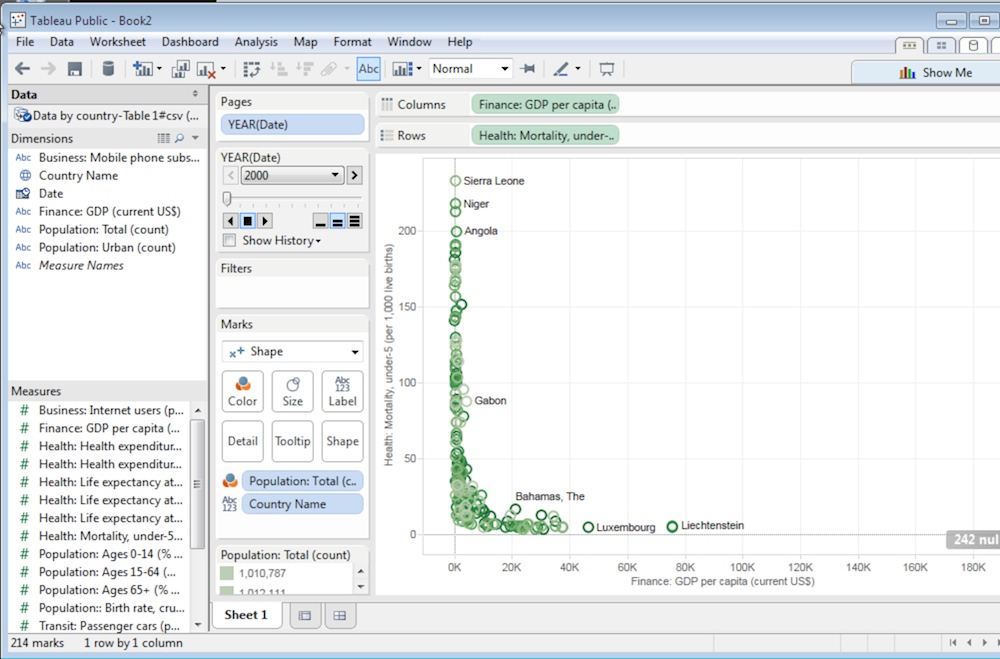 Tableau Public - Book2
File Data Worksheet Dashboard Analysis Map Format Window Help
Abc Normal Show Me
Data
Data by country-Table 1#csv (...
Dimensions
Abc Business: Mobile phone subs...
Country Name
Date
Abc Finance: GDP (current US$)
Abc Population: Total (count)
Abc Population: Urban (count)
Abc Measure Names
Measures
# Business: Internet users (p...
# Finance: GDP per capita (...
# Health: Health expenditur...
# Health: Health expenditur...
# Health: Life expectancy at...
# Health: Life expectancy at...
# Health: Life expectancy at...
# Health: Mortality, under-5...
# Population: Ages 0-14 (% ...
# Population: Ages 15-64 (...
# Population: Ages 65+ (% ...
# Population:: Birth rate, cru...
# Transit: Passenger cars (p...
Pages
YEAR(Date)
YEAR(Date)
2000
Show History
Filters
Marks
Shape
Abc
123
Color Size Label
Detail Tooltip Shape
Population: Total (c..
Abc
123
Country Name
Population: Total (count)
1,010,787
1,012,111
Columns Finance: GDP per capita (..
Rows Health: Mortality, under-..
Health: Mortality, under-5 (per 1,000 live births)
200
150
100
50
0
Sierra Leone
Niger
Angola
Gabon
Bahamas, The
Luxembourg
Liechtenstein
242 nul
0K 20K 40K 60K 80K 100K 120K 140K 160K 180K
Finance: GDP per capita (current US$)
Sheet 1
214 marks 1 row by 1 column